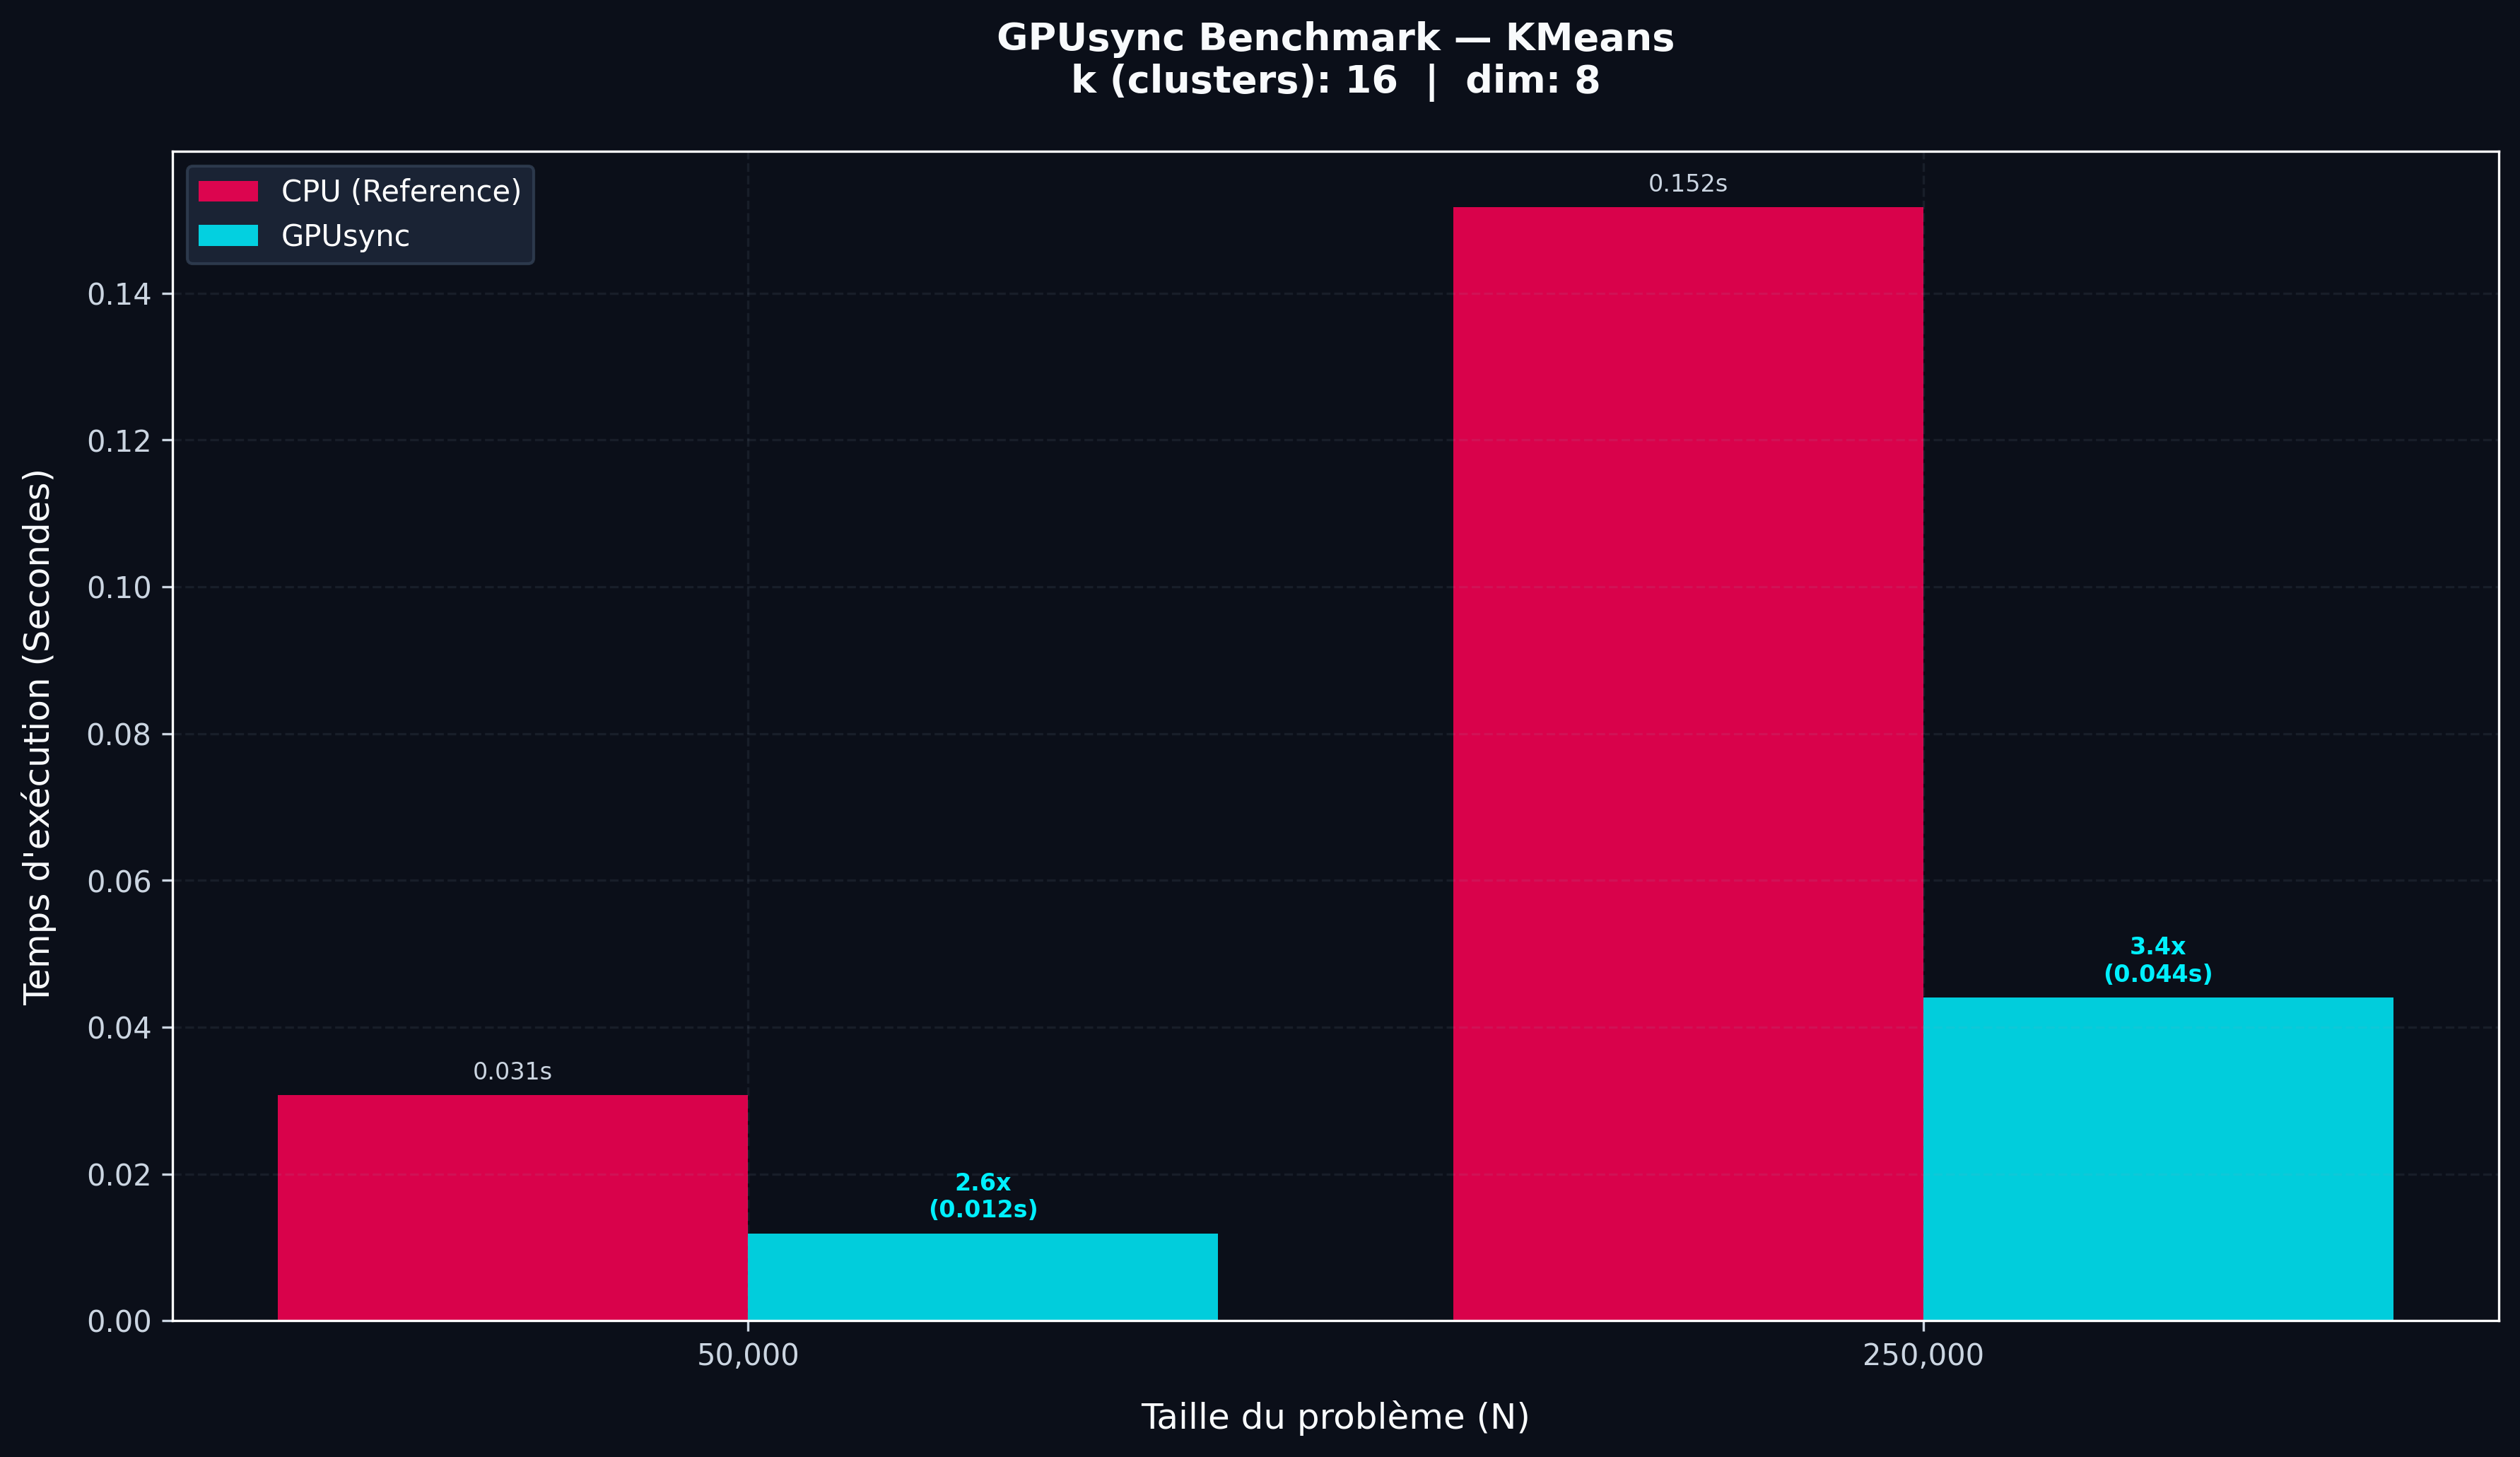 GPUsync Benchmark — KMeans
k (clusters): 16 | dim: 8
CPU (Reference)
GPUsync
Temps d'exécution (Secondes)
0.14
0.12
0.10
0.08
0.06
0.04
0.02
0.00
0.031s
2.6x
(0.012s)
0.152s
3.4x
(0.044s)
50,000
250,000
Taille du problème (N)